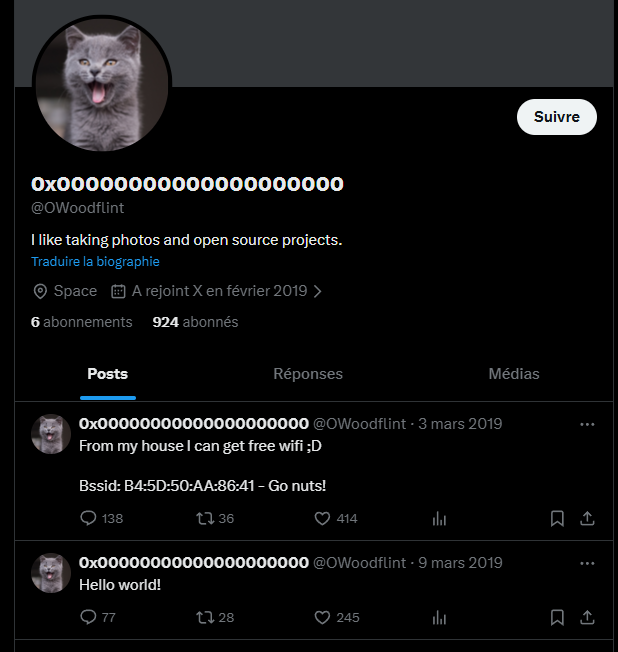 Suivre
0x00000000000000000000
@OWoodflint
I like taking photos and open source projects.
Traduire la biographie
Space A rejoint X en février 2019
6 abonnements 924 abonnés
Posts Réponses Médias
0x00000000000000000000 @OWoodflint · 3 mars 2019
From my house I can get free wifi ;D
Bssid: B4:5D:50:AA:86:41 - Go nuts!
138 36 414
0x00000000000000000000 @OWoodflint · 9 mars 2019
Hello world!
77 28 245